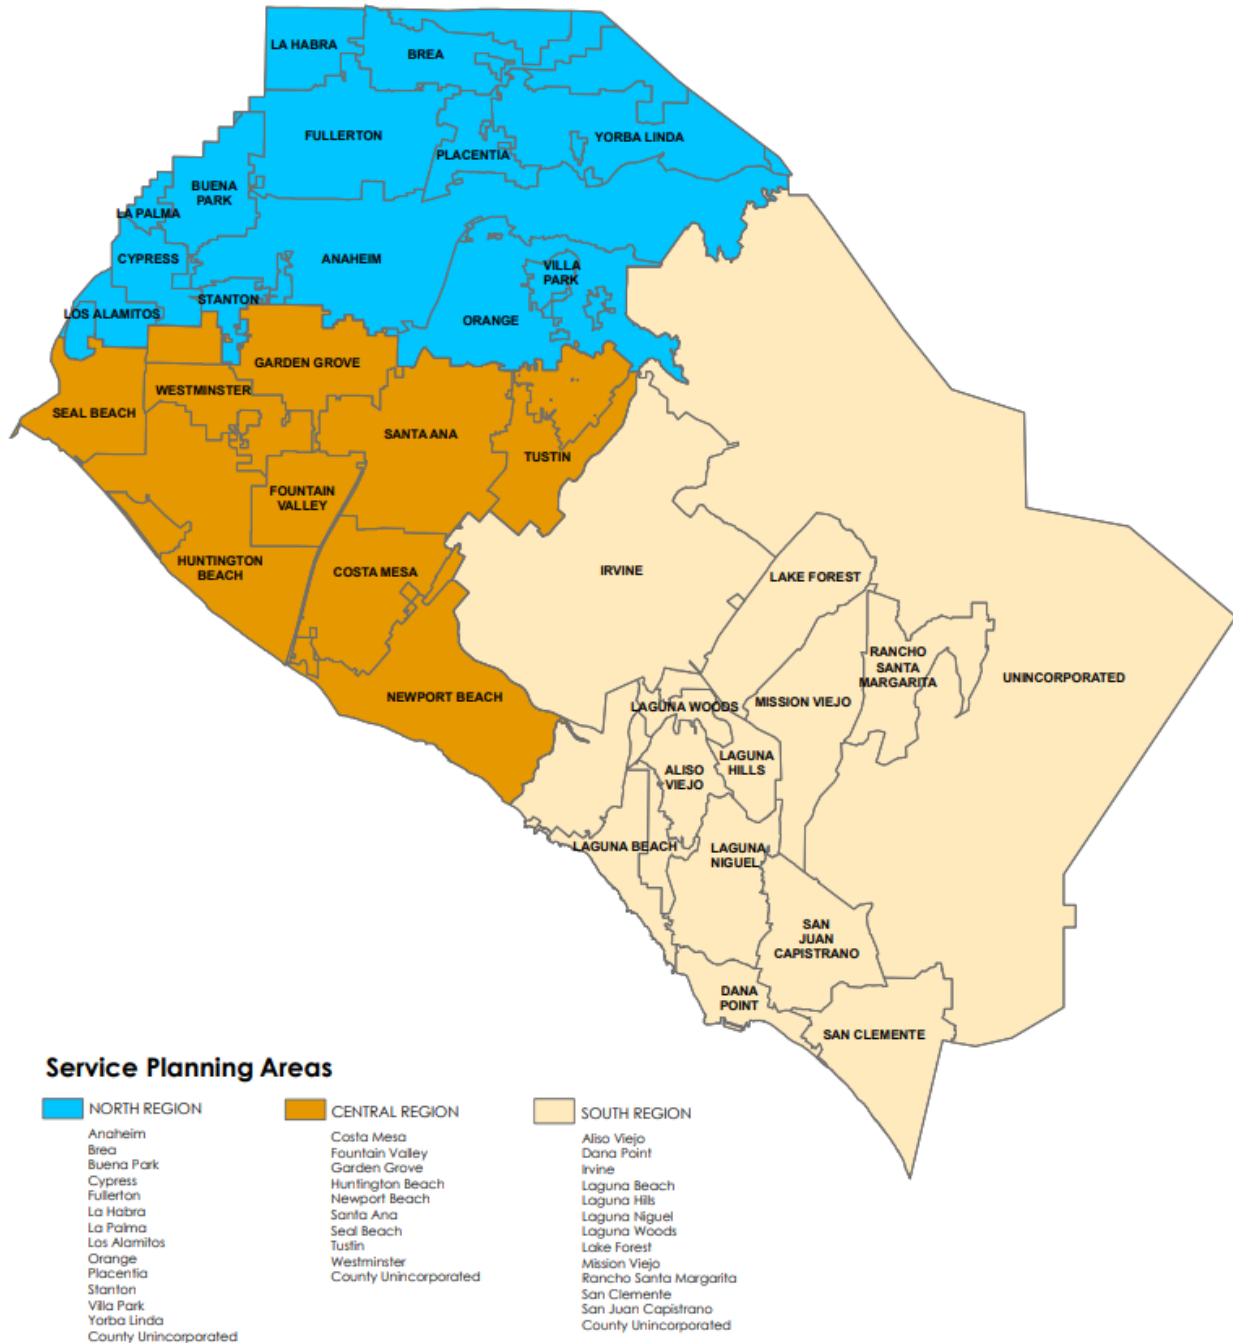 LA HABRA
BREA
FULLERTON
YORBA LINDA
PLACENTIA
BUENA
PARK
LA PALMA
CYPRESS
ANAHEIM
VILLA
PARK
STANTON
LOS ALAMITOS
ORANGE
GARDEN GROVE
WESTMINSTER
SEAL BEACH
SANTA ANA
TUSTIN
FOUNTAIN
VALLEY
HUNTINGTON
BEACH
COSTA MESA
IRVINE
LAKE FOREST
RANCHO
SANTA
MARGARITA
UNINCORPORATED
NEWPORT BEACH
LAGUNA WOODS
MISSION VIEJO
LAGUNA
HILLS
ALISO
VIEJO
LAGUNA BEACH
LAGUNA
NIGUEL
SAN
JUAN
CAPISTRANO
DANA
POINT
SAN CLEMENTE
Service Planning Areas
NORTH REGION
Anaheim
Brea
Buena Park
Cypress
Fullerton
La Habra
La Palma
Los Alamitos
Orange
Placentia
Stanton
Villa Park
Yorba Linda
County Unincorporated
CENTRAL REGION
Costa Mesa
Fountain Valley
Garden Grove
Huntington Beach
Newport Beach
Santa Ana
Seal Beach
Tustin
Westminster
County Unincorporated
SOUTH REGION
Aliso Viejo
Dana Point
Irvine
Laguna Beach
Laguna Hills
Laguna Niguel
Laguna Woods
Lake Forest
Mission Viejo
Rancho Santa Margarita
San Clemente
San Juan Capistrano
County Unincorporated